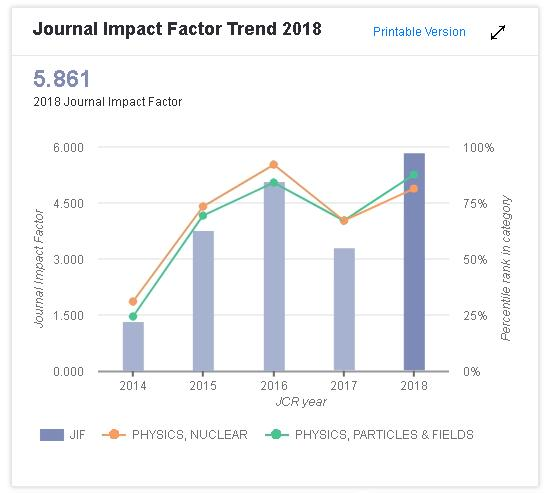 Journal Impact Factor Trend 2018
Printable Version
5.861
2018 Journal Impact Factor
6.000 100%
4.500 75%
3.000 50%
1.500 25%
0.000 0%
Journal Impact Factor
Percentile rank in category
2014 2015 2016 2017 2018
JCR year
JIF PHYSICS, NUCLEAR PHYSICS, PARTICLES & FIELDS